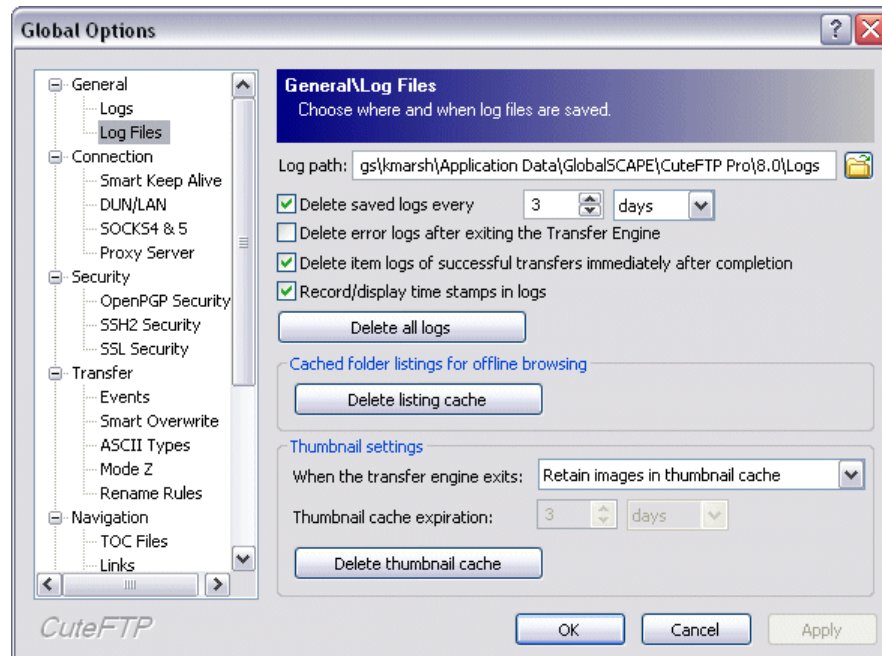 Global Options
General
Logs
Log Files
Connection
Smart Keep Alive
DUN/LAN
SOCKS4 & 5
Proxy Server
Security
OpenPGP Security
SSH2 Security
SSL Security
Transfer
Events
Smart Overwrite
ASCII Types
Mode Z
Rename Rules
Navigation
TOC Files
Links
General\Log Files
Choose where and when log files are saved.
Log path: gs\kmarsh\Application Data\GlobalSCAPE\CuteFTP Pro\8.0\Logs
Delete saved logs every 3 days
Delete error logs after exiting the Transfer Engine
Delete item logs of successful transfers immediately after completion
Record/display time stamps in logs
Delete all logs
Cached folder listings for offline browsing
Delete listing cache
Thumbnail settings
When the transfer engine exits: Retain images in thumbnail cache
Thumbnail cache expiration: 3 days
Delete thumbnail cache
CuteFTP
OK Cancel Apply